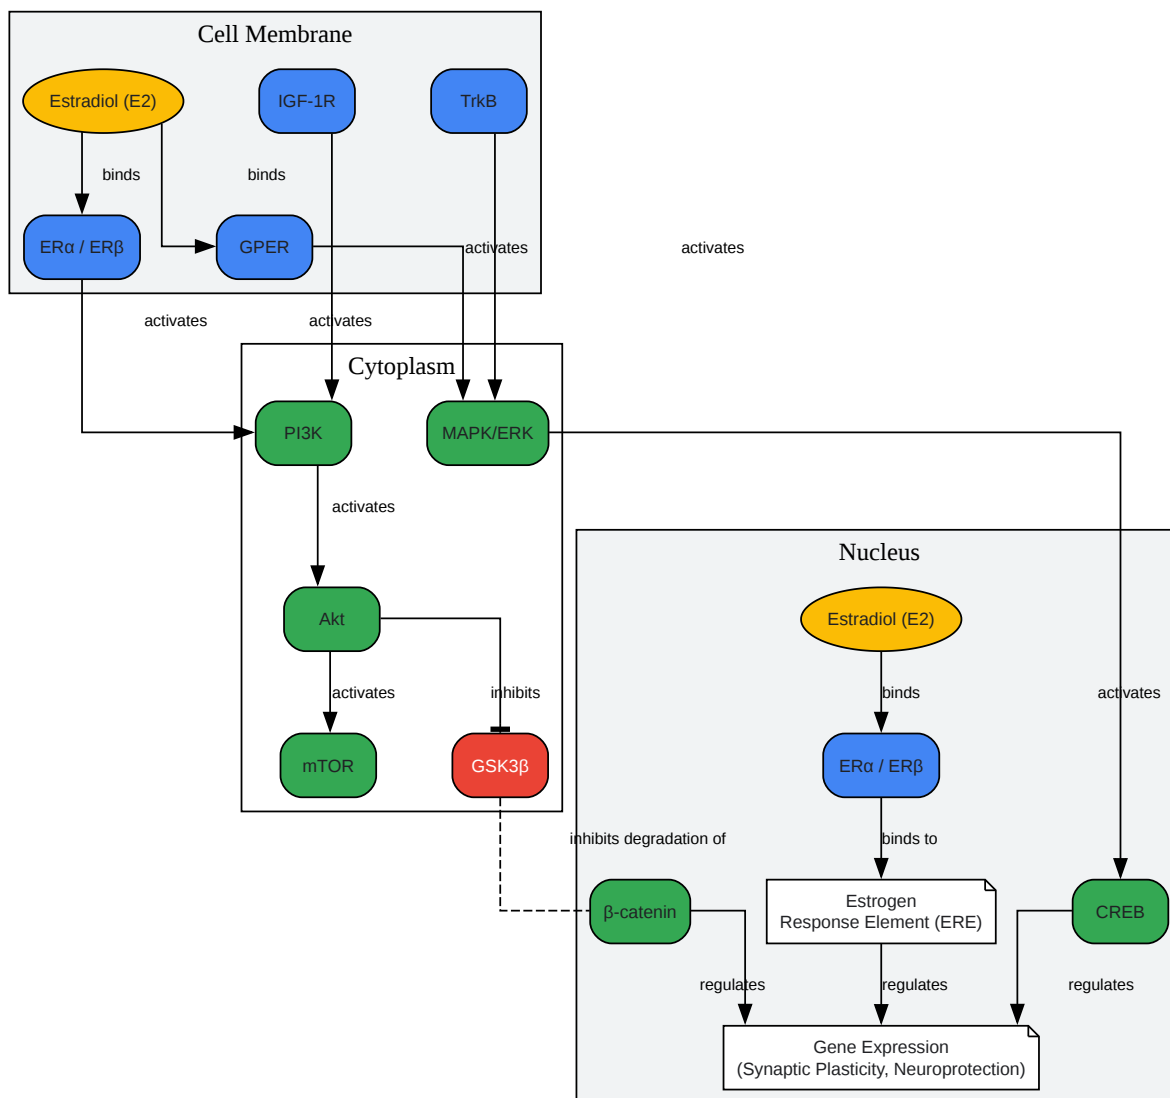 Cell Membrane
Estradiol (E2)
IGF-1R
TrkB
binds
binds
ERα / ERβ
GPER
activates
activates
activates
activates
Cytoplasm
PI3K
MAPK/ERK
activates
Nucleus
Akt
Estradiol (E2)
activates
inhibits
binds
activates
mTOR
GSK3β
ERα / ERβ
inhibits degradation of
binds to
β-catenin
Estrogen
Response Element (ERE)
CREB
regulates
regulates
regulates
Gene Expression
(Synaptic Plasticity, Neuroprotection)